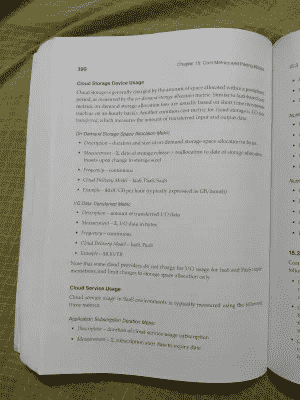 390
Chapter 15: Cost Metrics and Pricing Models
Cloud Storage Device Usage
Cloud storage is generally charged by the amount of space allocated within a predefined
period, as measured by the on-demand storage allocation metric. Similar to IaaS-based cost
metrics, on-demand storage allocation fees are usually based on short time increments
(such as on an hourly basis). Another common cost metric for cloud storage is I/O data
transferred, which measures the amount of transferred input and output data.
On-Demand Storage Space Allocation Metric
• Description – duration and size of on-demand storage space allocation in bytes
• Measurement – Σ, date of storage release / reallocation to date of storage allocation
(resets upon change in storage size)
• Frequency – continuous
• Cloud Delivery Model – IaaS, PaaS, SaaS
• Example – per hour (typically expressed as GB/month)
I/O Data Transferred Metric
• Description – amount of transferred I/O data
• Measurement – Σ, I/O data in bytes
• Frequency – continuous
• Cloud Delivery Model – IaaS, PaaS
• Example – $0.10/TB
Note that some cloud providers do not charge for I/O usage for IaaS and PaaS
implementations, and limit charges to storage space allocation only.
Cloud Service Usage
Cloud service usage in SaaS environments is typically measured using the following
three metrics:
Application Subscription Duration Metric
• Description – duration of cloud service usage subscription
• Measurement – Σ, subscription start date to expiry date